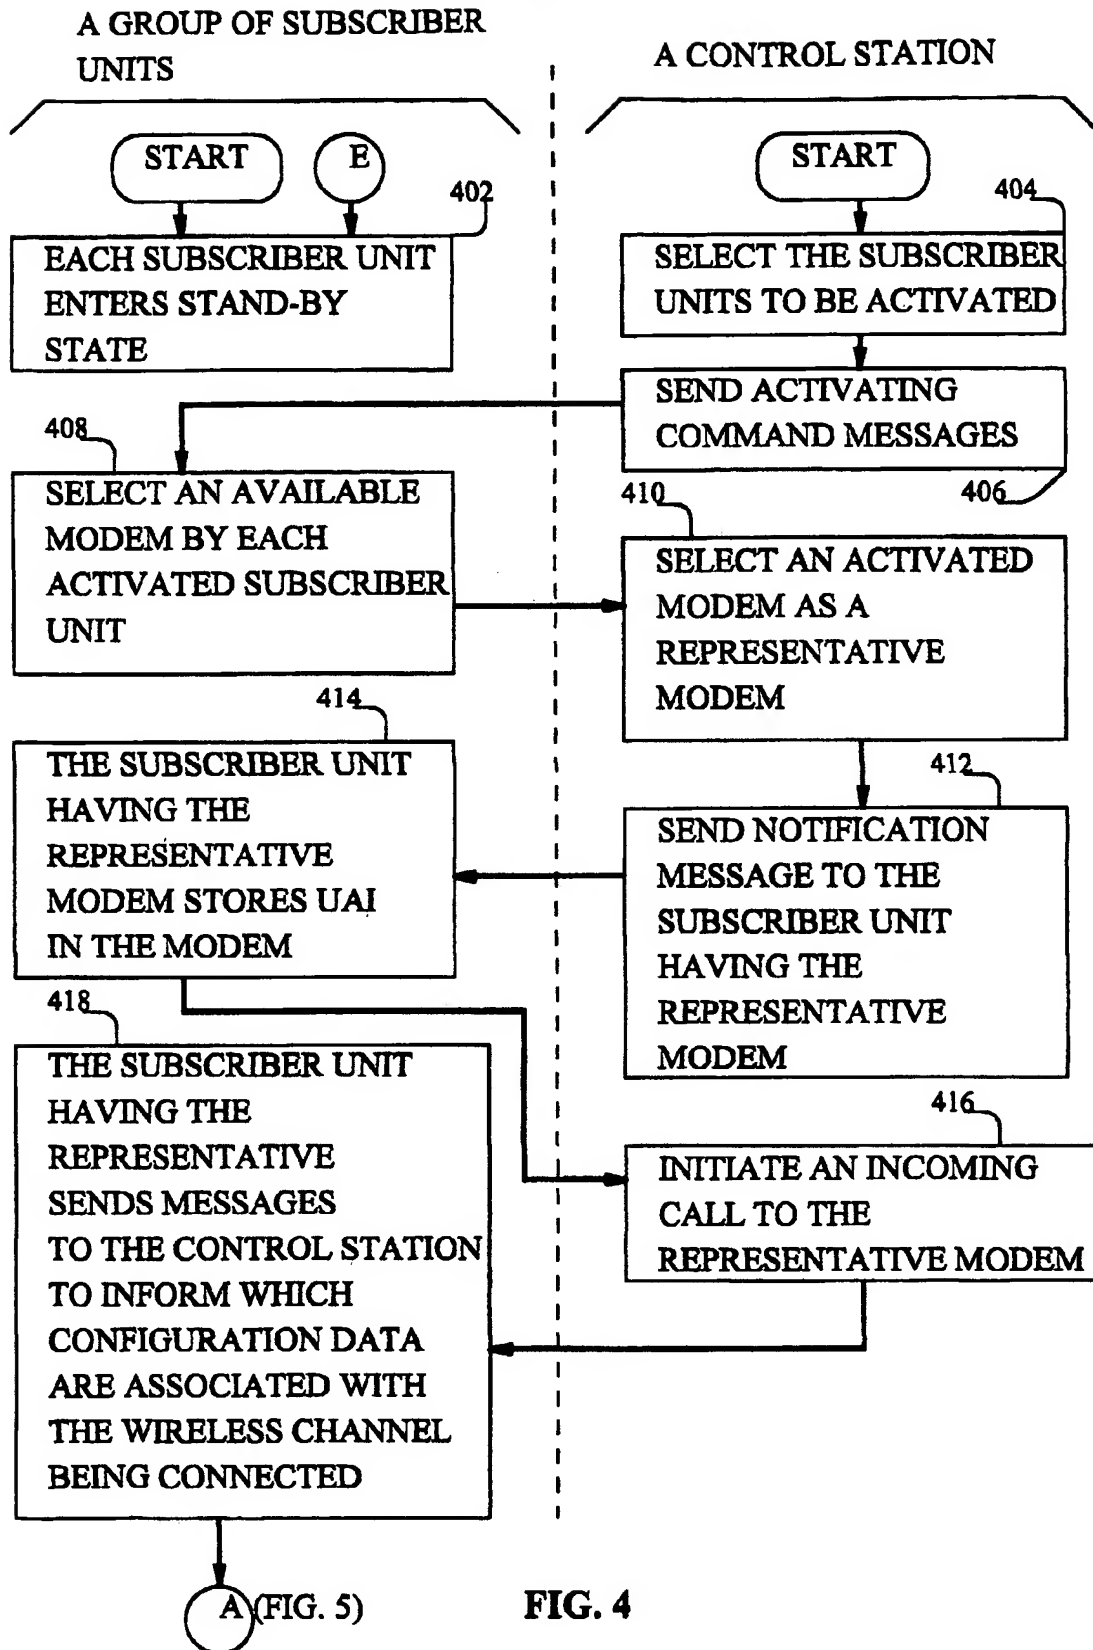 A GROUP OF SUBSCRIBER
UNITS
A CONTROL STATION
START
E
START
402
404
EACH SUBSCRIBER UNIT
ENTERS STAND-BY
STATE
SELECT THE SUBSCRIBER
UNITS TO BE ACTIVATED
SEND ACTIVATING
COMMAND MESSAGES
406
408
SELECT AN AVAILABLE
MODEM BY EACH
ACTIVATED SUBSCRIBER
UNIT
410
SELECT AN ACTIVATED
MODEM AS A
REPRESENTATIVE
MODEM
412
SEND NOTIFICATION
MESSAGE TO THE
SUBSCRIBER UNIT
HAVING THE
REPRESENTATIVE
MODEM
414
THE SUBSCRIBER UNIT
HAVING THE
REPRESENTATIVE
MODEM STORES UAI
IN THE MODEM
416
INITIATE AN INCOMING
CALL TO THE
REPRESENTATIVE MODEM
418
THE SUBSCRIBER UNIT
HAVING THE
REPRESENTATIVE
SENDS MESSAGES
TO THE CONTROL STATION
TO INFORM WHICH
CONFIGURATION DATA
ARE ASSOCIATED WITH
THE WIRELESS CHANNEL
BEING CONNECTED
A (FIG. 5)
FIG. 4